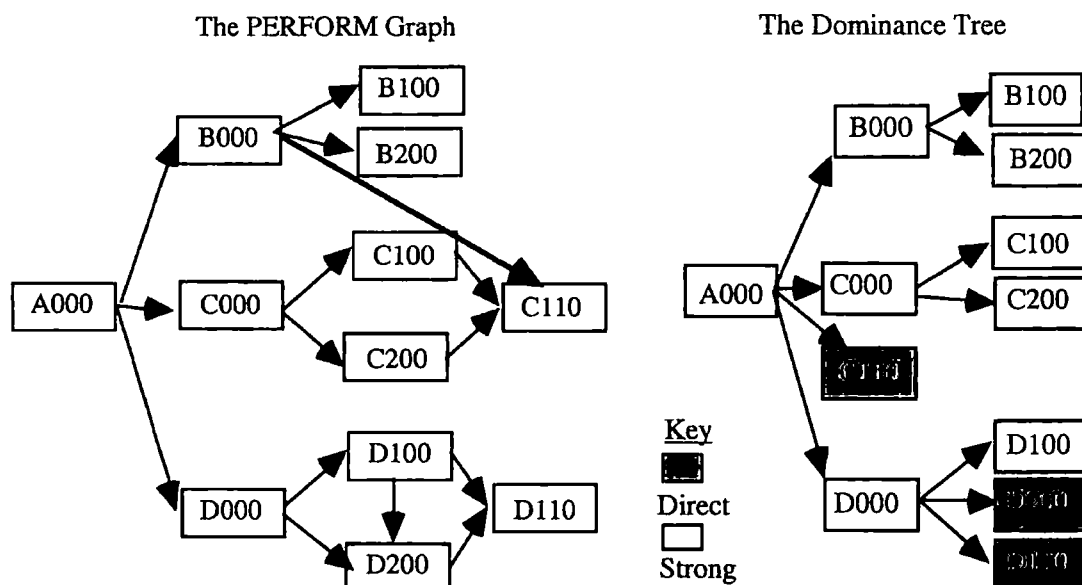 The PERFORM Graph
B100
B000
B200
C100
A000
C000
C110
C200
D100
D000
D110
D200
The Dominance Tree
B100
B000
B200
C100
A000
C000
C200
Key
Direct
Strong
D100
D000